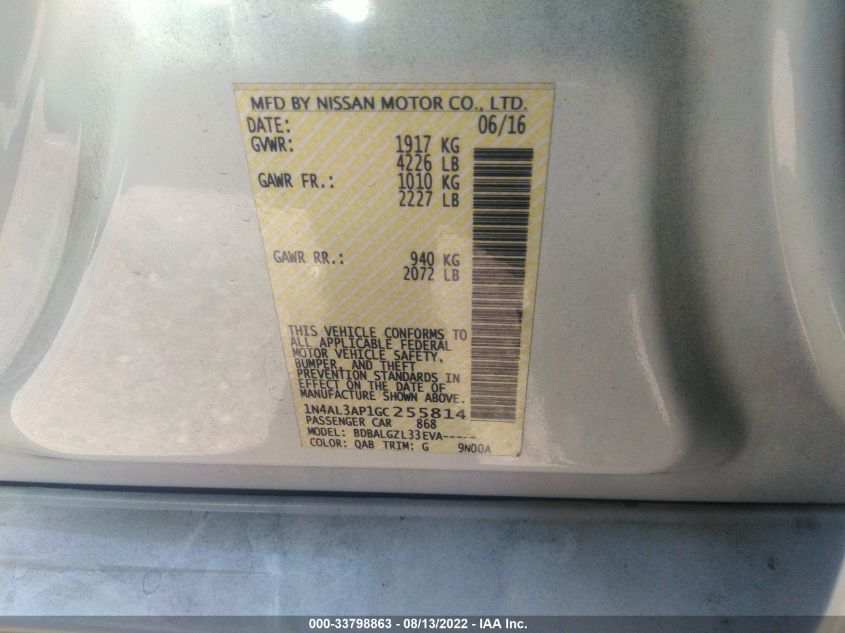 MFD BY NISSAN MOTOR CO., LTD.
DATE: 06/16
GVWR: 1917 KG
4226 LB
GAWR FR.: 1010 KG
2227 LB
GAWR RR.: 940 KG
2072 LB
THIS VEHICLE CONFORMS TO
ALL APPLICABLE FEDERAL
MOTOR VEHICLE SAFETY,
BUMPER, AND THEFT
PREVENTION STANDARDS IN
EFFECT ON THE DATE OF
MANUFACTURE SHOWN ABOVE.
1N4AL3AP1GC255814
PASSENGER CAR 868
MODEL: BDBALGZL33EVA-----
COLOR: QAB TRIM: G 9N00A
000-33798863 - 08/13/2022 - IAA Inc.